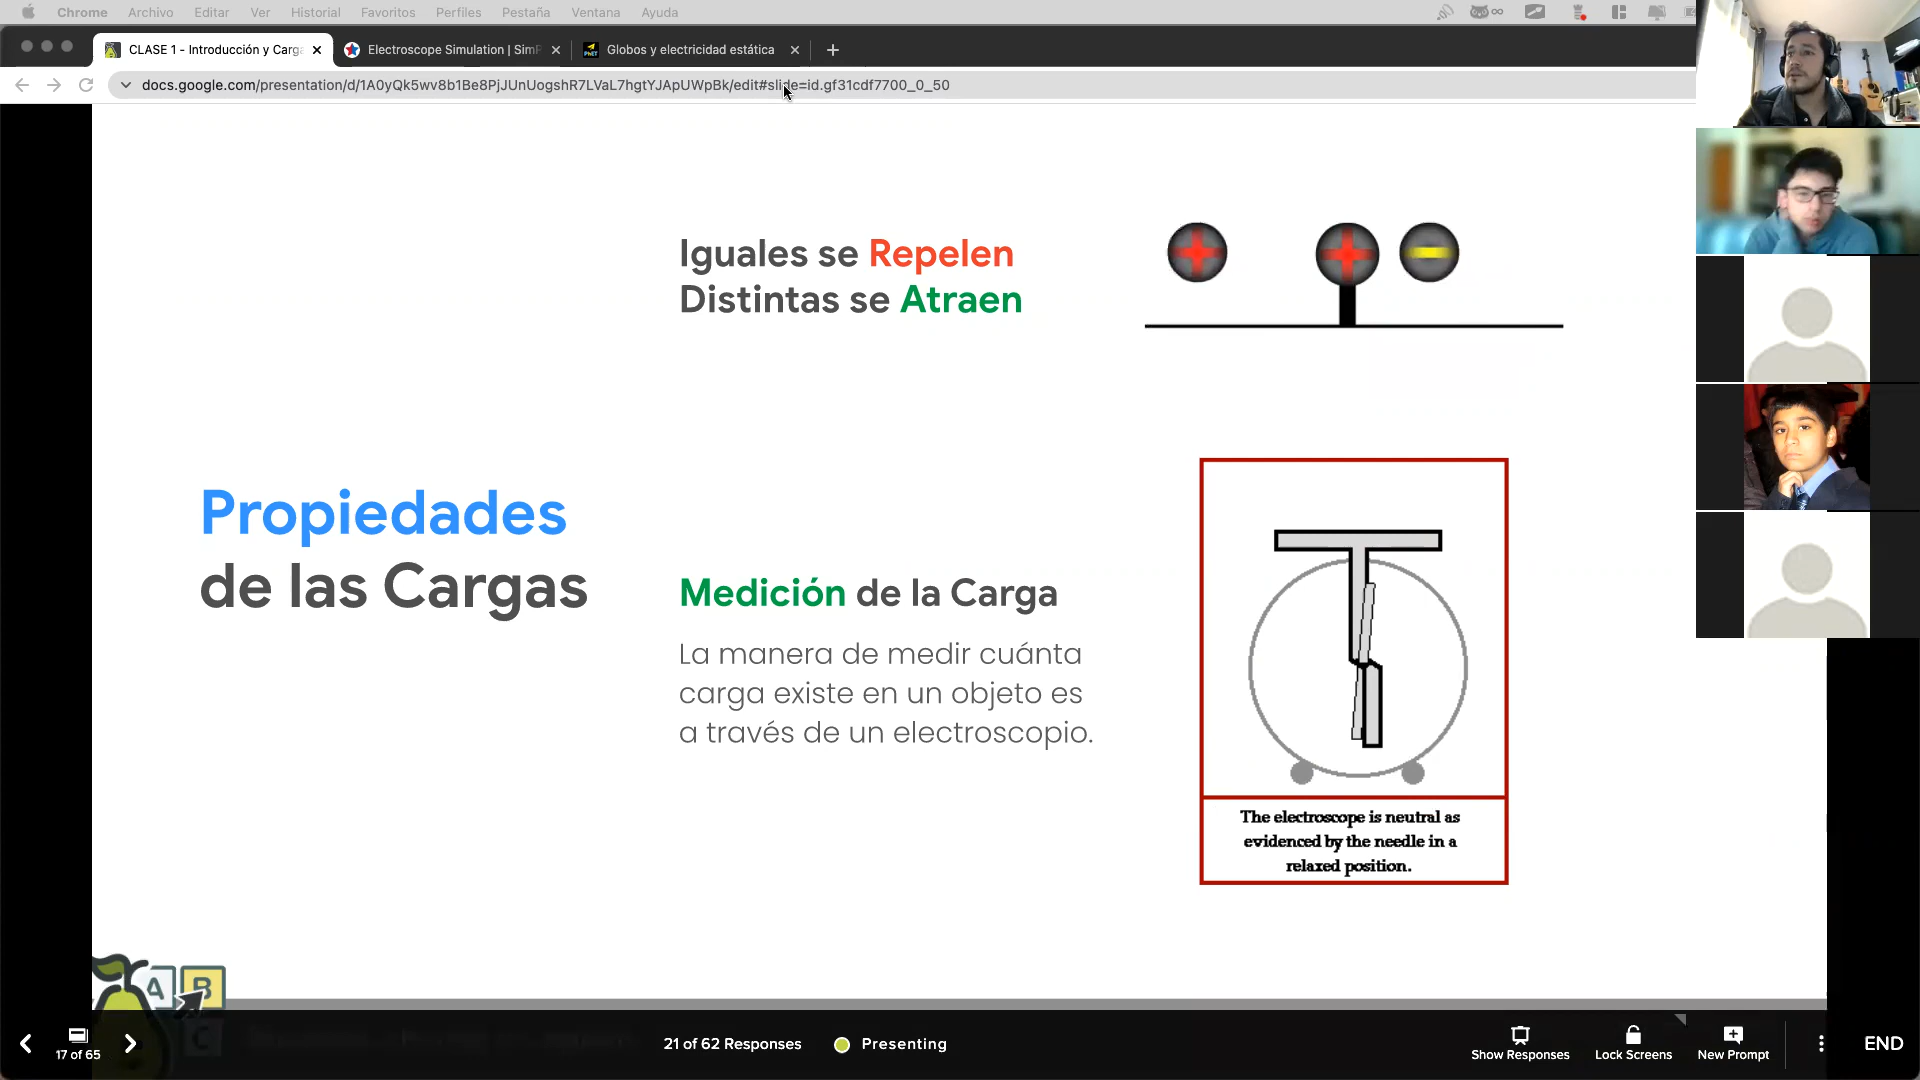 Chrome Archivo Editar Ver Historial Favoritos Perfiles Pestaña Ventana Ayuda
CLASE 1 - Introducción y Carga
Electroscope Simulation | SimP
Globos y electricidad estática
docs.google.com/presentation/d/1A0yQk5wv8b1Be8PjJUnUogshR7LVaL7hgtYJApUWpBk/edit#slide=id.gf31cdf7700_0_50
Iguales se Repelen
Distintas se Atraen
Propiedades
de las Cargas
Medición de la Carga
La manera de medir cuánta
carga existe en un objeto es
a través de un electroscopio.
The electroscope is neutral as
evidenced by the needle in a
relaxed position.
A B
C
17 of 65
21 of 62 Responses
Presenting
Show Responses
Lock Screens
New Prompt
END